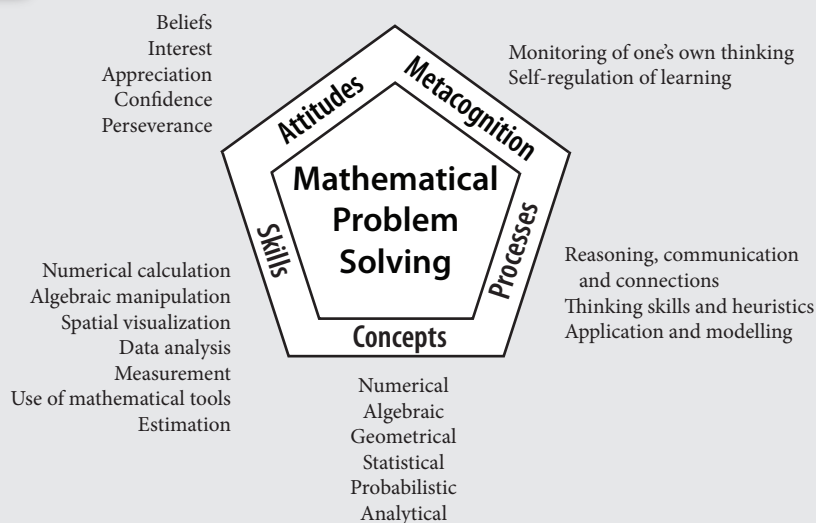 Beliefs
Interest
Appreciation
Confidence
Perseverance
Attitudes
Metacognition
Monitoring of one's own thinking
Self-regulation of learning
Mathematical
Problem
Solving
Skills
Numerical calculation
Algebraic manipulation
Spatial visualization
Data analysis
Measurement
Use of mathematical tools
Estimation
Processes
Reasoning, communication
and connections
Thinking skills and heuristics
Application and modelling
Concepts
Numerical
Algebraic
Geometrical
Statistical
Probabilistic
Analytical